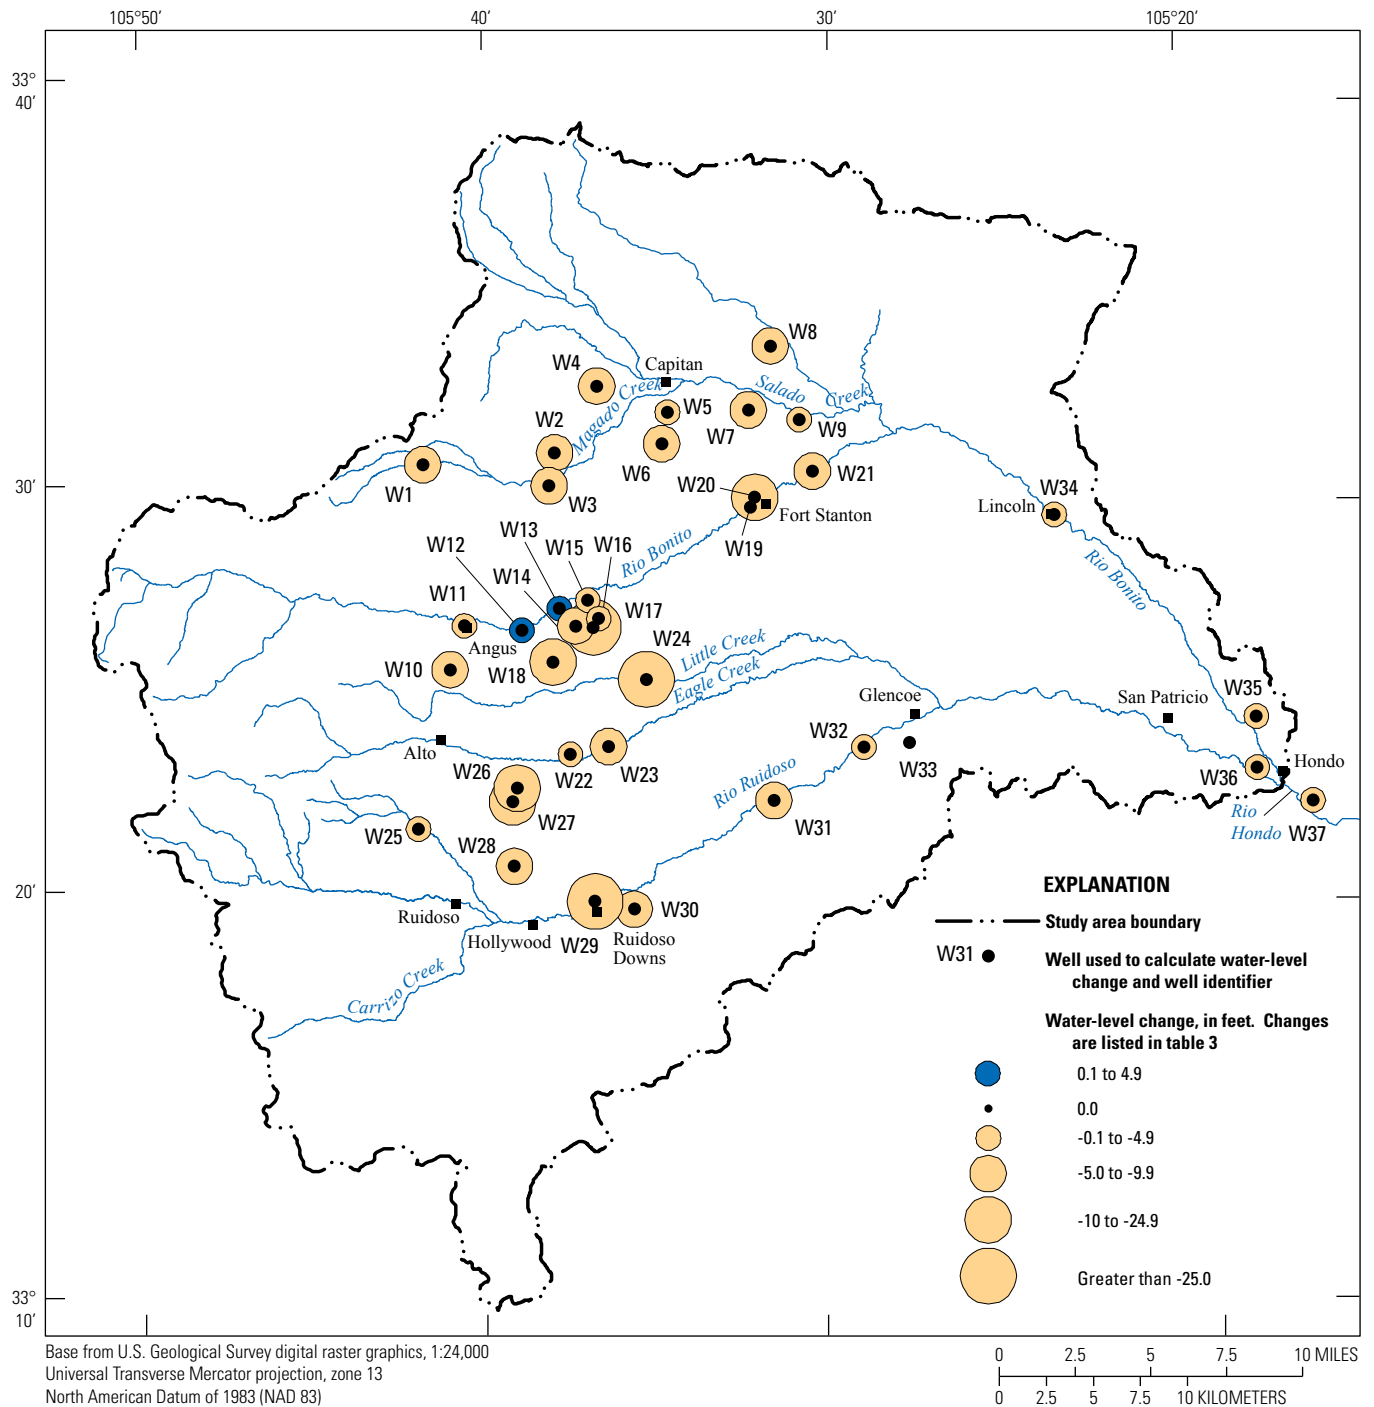 105°50′
40′
30′
105°20′
33°
40′
W8
Capitan
W4
Salado
Creek
Magado Creek
W5
W2
W7
W9
W6
W1
W3
30′
W20
W21
W34
Lincoln
Fort Stanton
W13
W12
W15
W16
W19
Rio Bonito
Rio Bonito
W14
W11
W17
Angus
W24
Little Creek
W10
W18
Eagle Creek
Glencoe
W35
San Patricio
Alto
W32
W26
W22
W23
W33
Hondo
W36
Rio Ruidoso
W27
W31
Rio
Hondo
W37
W25
W28
20′
EXPLANATION
Ruidoso
W30
Study area boundary
Hollywood
W29
Ruidoso
Downs
W31
Well used to calculate water-level
change and well identifier
Carrizo Creek
Water-level change, in feet. Changes
are listed in table 3
0.1 to 4.9
0.0
-0.1 to -4.9
-5.0 to -9.9
-10 to -24.9
Greater than -25.0
33°
10′
Base from U.S. Geological Survey digital raster graphics, 1:24,000
Universal Transverse Mercator projection, zone 13
North American Datum of 1983 (NAD 83)
0 2.5 5 7.5 10 MILES
0 2.5 5 7.5 10 KILOMETERS